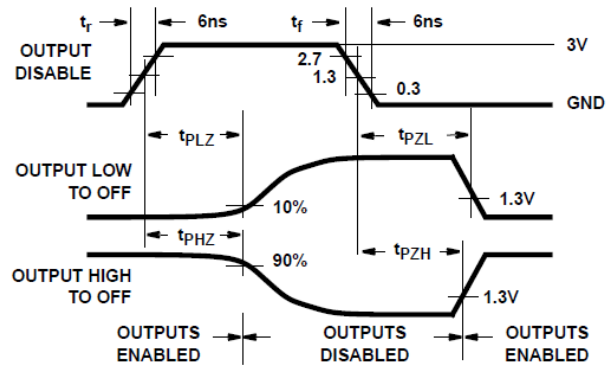 tr 6ns tf 6ns
OUTPUT
DISABLE
3V
2.7
1.3
0.3
GND
tPLZ tPZL
OUTPUT LOW
TO OFF
10%
1.3V
tPHZ
90%
tPZH
OUTPUT HIGH
TO OFF
1.3V
OUTPUTS
ENABLED
OUTPUTS
DISABLED
OUTPUTS
ENABLED